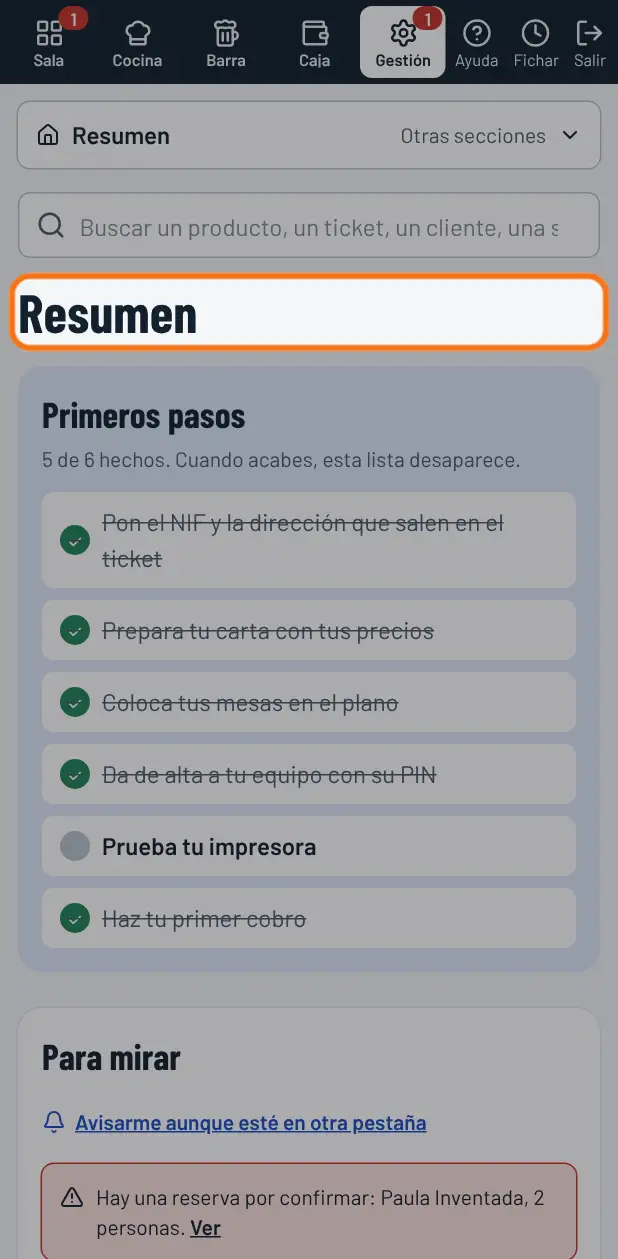 1
1
Sala
Cocina
Barra
Caja
Gestión
Ayuda
Fichar
Salir
Resumen
Otras secciones
Buscar un producto, un ticket, un cliente, una s
Resumen
Primeros pasos
5 de 6 hechos. Cuando acabes, esta lista desaparece.
Pon el NIF y la dirección que salen en el
ticket
Prepara tu carta con tus precios
Coloca tus mesas en el plano
Da de alta a tu equipo con su PIN
Prueba tu impresora
Haz tu primer cobro
Para mirar
Avisarme aunque esté en otra pestaña
Hay una reserva por confirmar: Paula Inventada, 2
personas. Ver